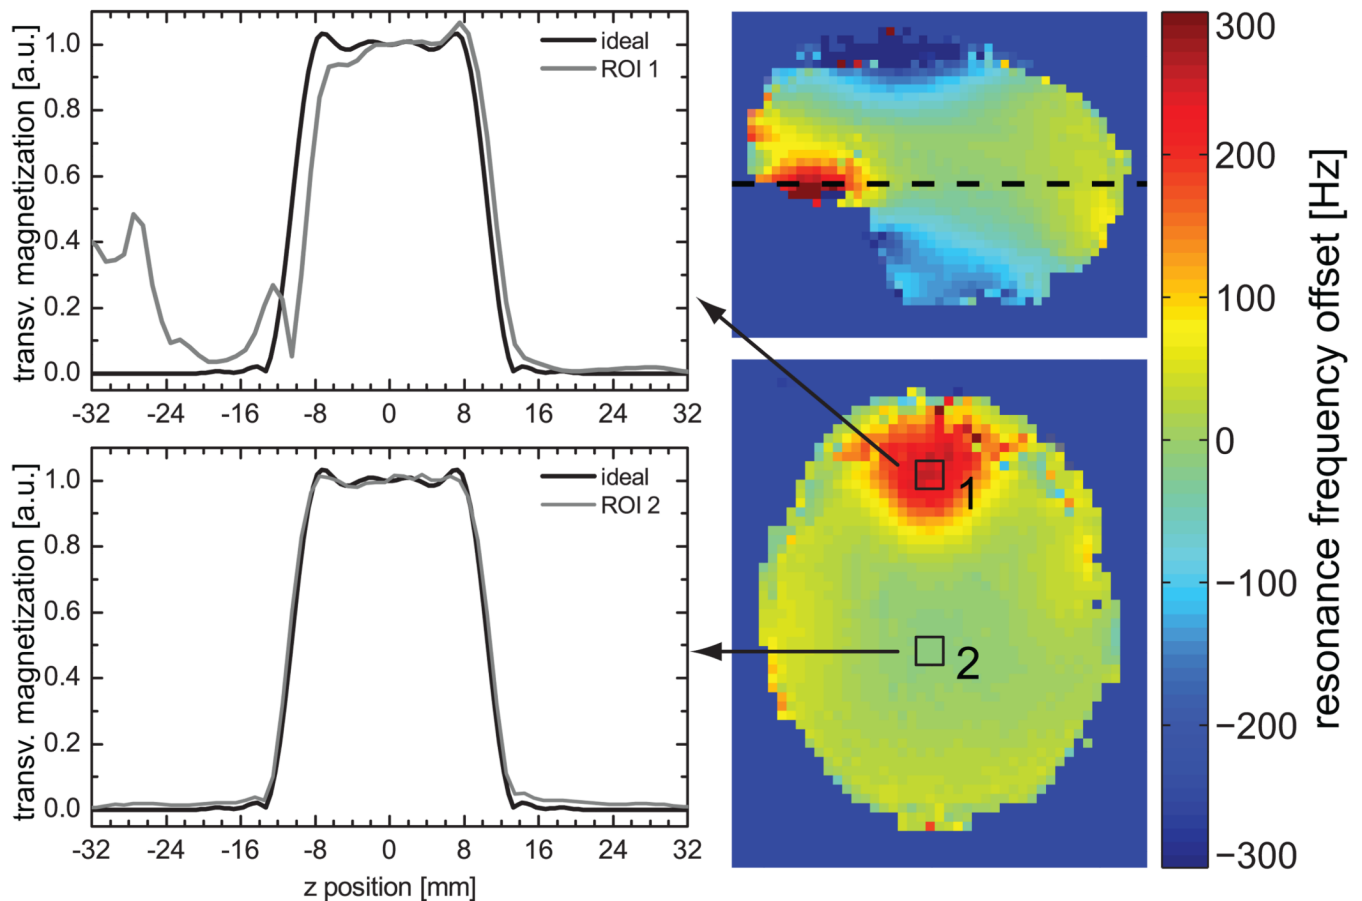 transv. magnetization [a.u.]
1.0
0.8
0.6
0.4
0.2
0.0
ideal
ROI 1
-32 -24 -16 -8 0 8 16 24 32
transv. magnetization [a.u.]
1.0
0.8
0.6
0.4
0.2
0.0
ideal
ROI 2
-32 -24 -16 -8 0 8 16 24 32
z position [mm]
1
2
300
200
100
0
−100
−200
−300
resonance frequency offset [Hz]